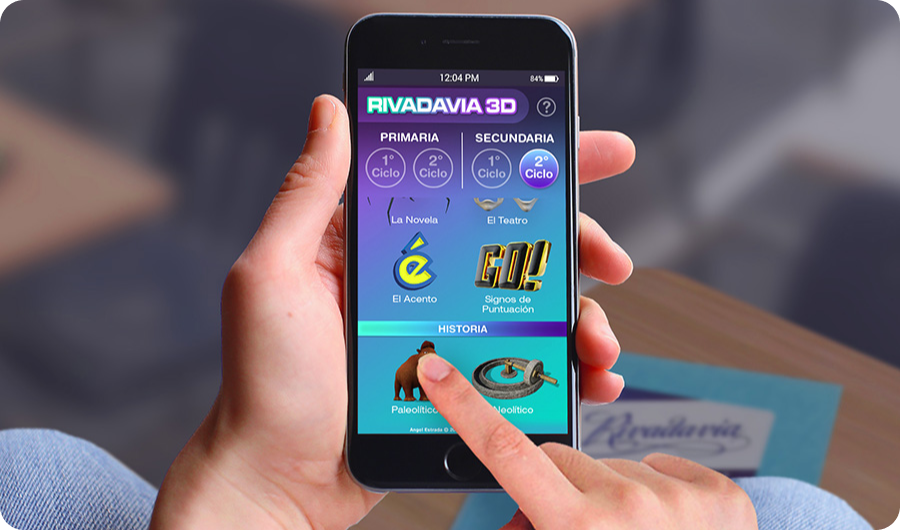 12:04 PM
84%
RIVADAVIA 3D
?
PRIMARIA
SECUNDARIA
1°
Ciclo
2°
Ciclo
1°
Ciclo
2°
Ciclo
La Novela
El Teatro
é
GO!
El Acento
Signos de
Puntuación
HISTORIA
Paleolítico
Neolítico
Rivadavia